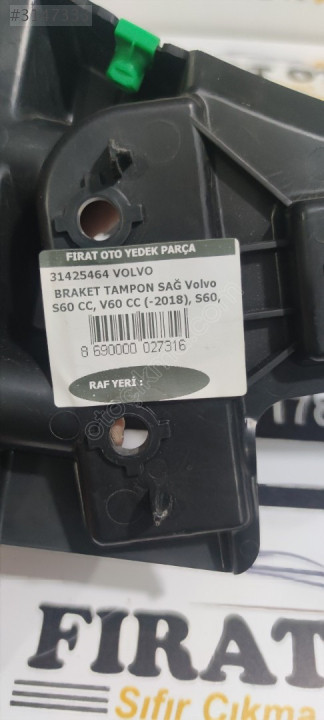 FIRAT OTO YEDEK PARÇA
31425464 VOLVO
BRAKET TAMPON SAĞ Volvo
S60 CC, V60 CC (-2018), S60,
8 690000 027316
RAF YERİ :
178
FIRAT
Sıfır Çıkma